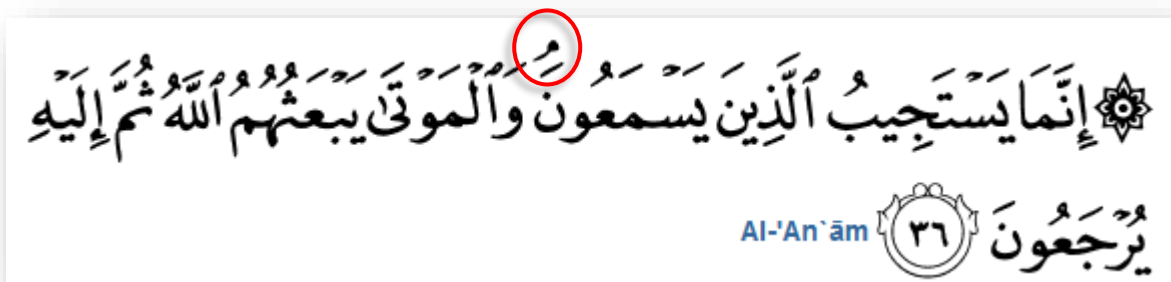 ۞ إِنَّمَا يَسْتَجِيبُ ٱلَّذِينَ يَسْمَعُونَۘ وَٱلْمَوْتَىٰ يَبْعَثُهُمُ ٱللَّهُ ثُمَّ إِلَيْهِ
يُرْجَعُونَ ٣٦ Al-'An`ām